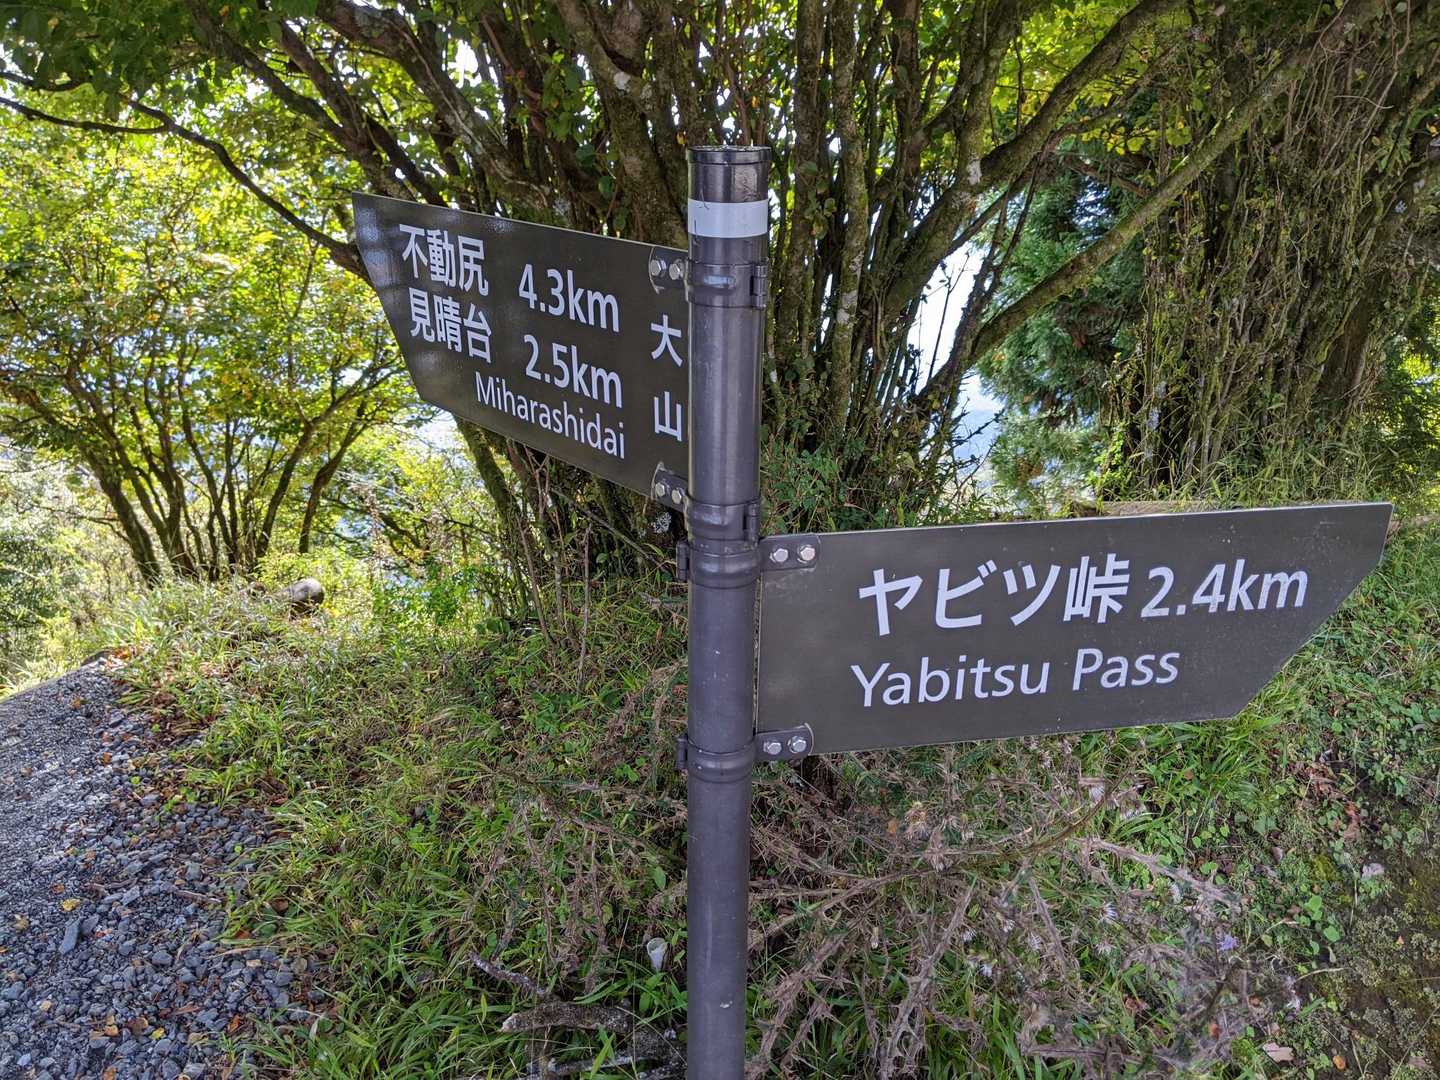 不動尻 4.3km
見晴台 2.5km
Miharashidai
大山
ヤビツ峠 2.4km
Yabitsu Pass